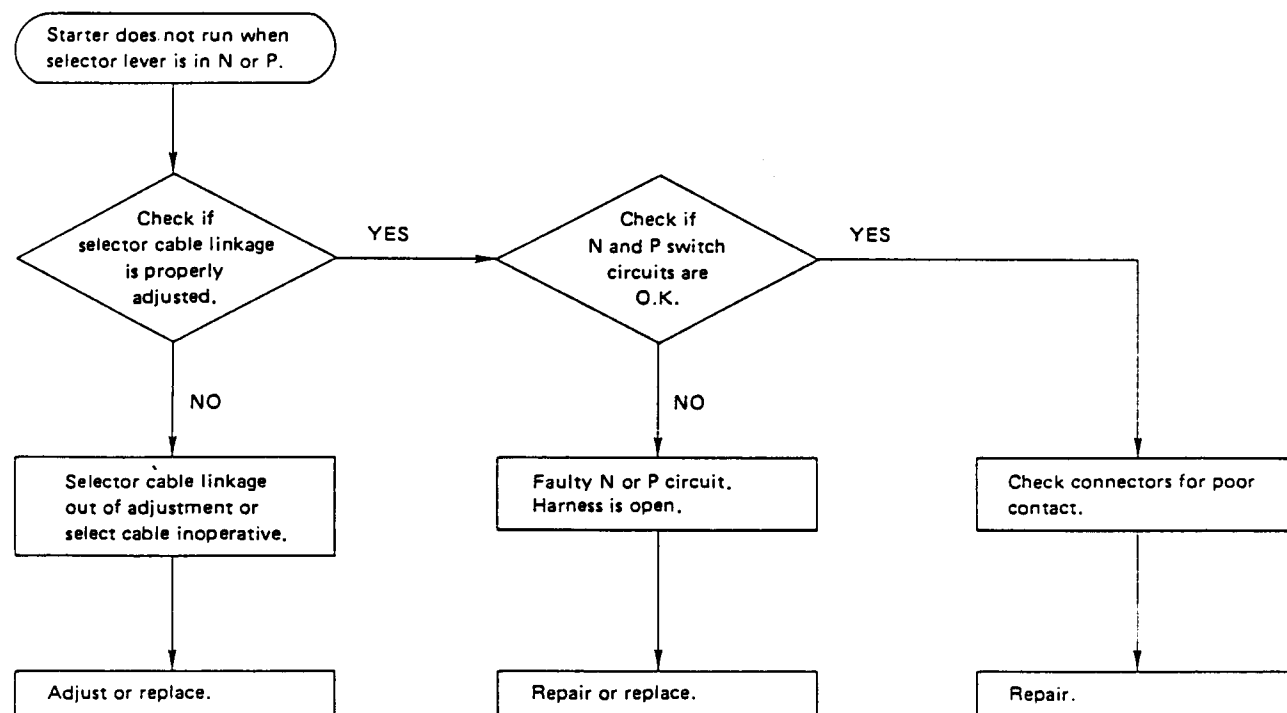 Starter does not run when
selector lever is in N or P.
Check if
selector cable linkage
is properly
adjusted.
YES
Check if
N and P switch
circuits are
O.K.
YES
NO
NO
Selector cable linkage
out of adjustment or
select cable inoperative.
Faulty N or P circuit.
Harness is open.
Check connectors for poor
contact.
Adjust or replace.
Repair or replace.
Repair.